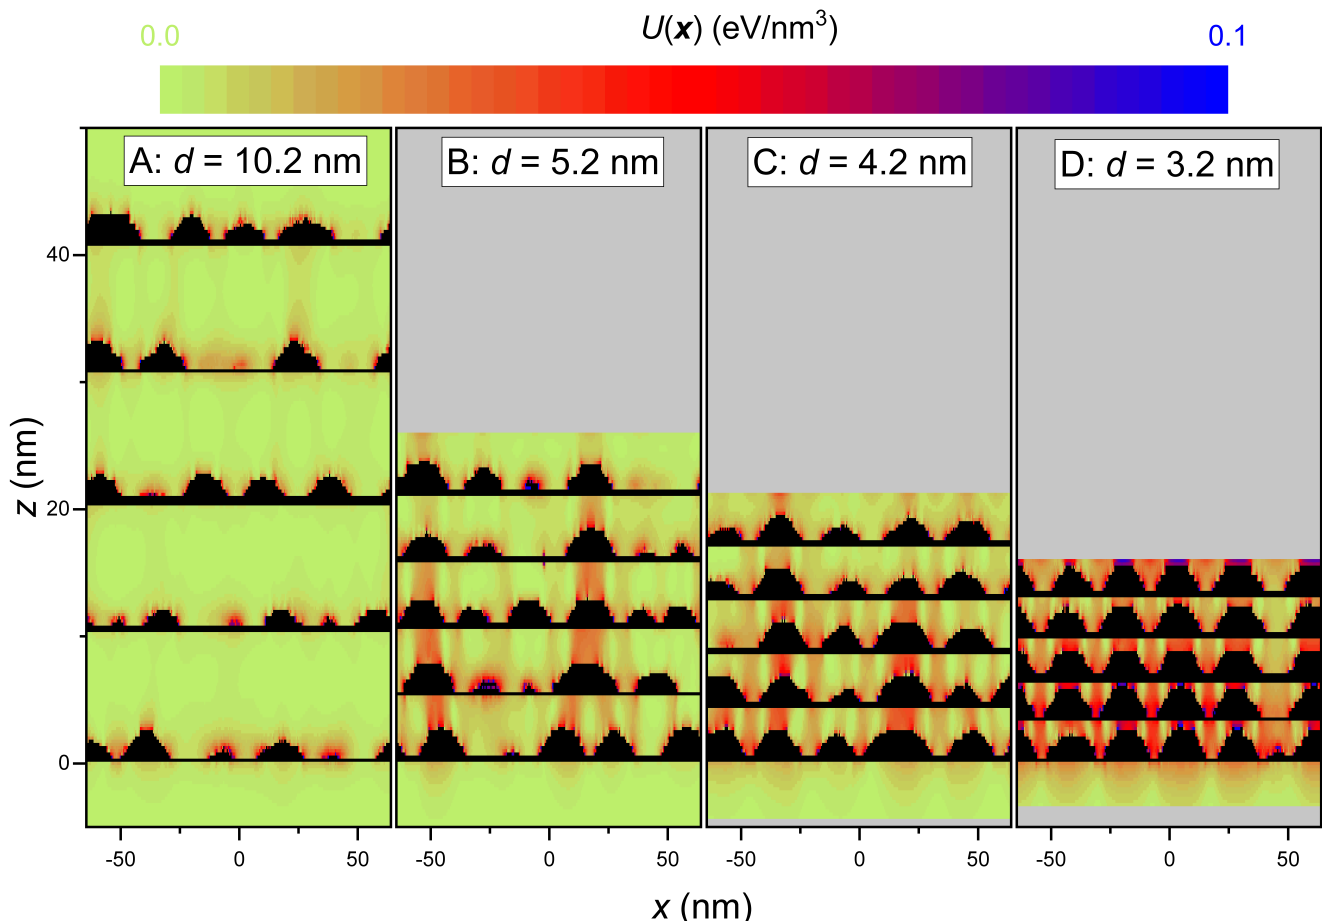 U(x) (eV/nm³)
0.0
0.1
A: d = 10.2 nm
B: d = 5.2 nm
C: d = 4.2 nm
D: d = 3.2 nm
40
20
0
z (nm)
-50 0 50 -50 0 50 -50 0 50 -50 0 50
x (nm)